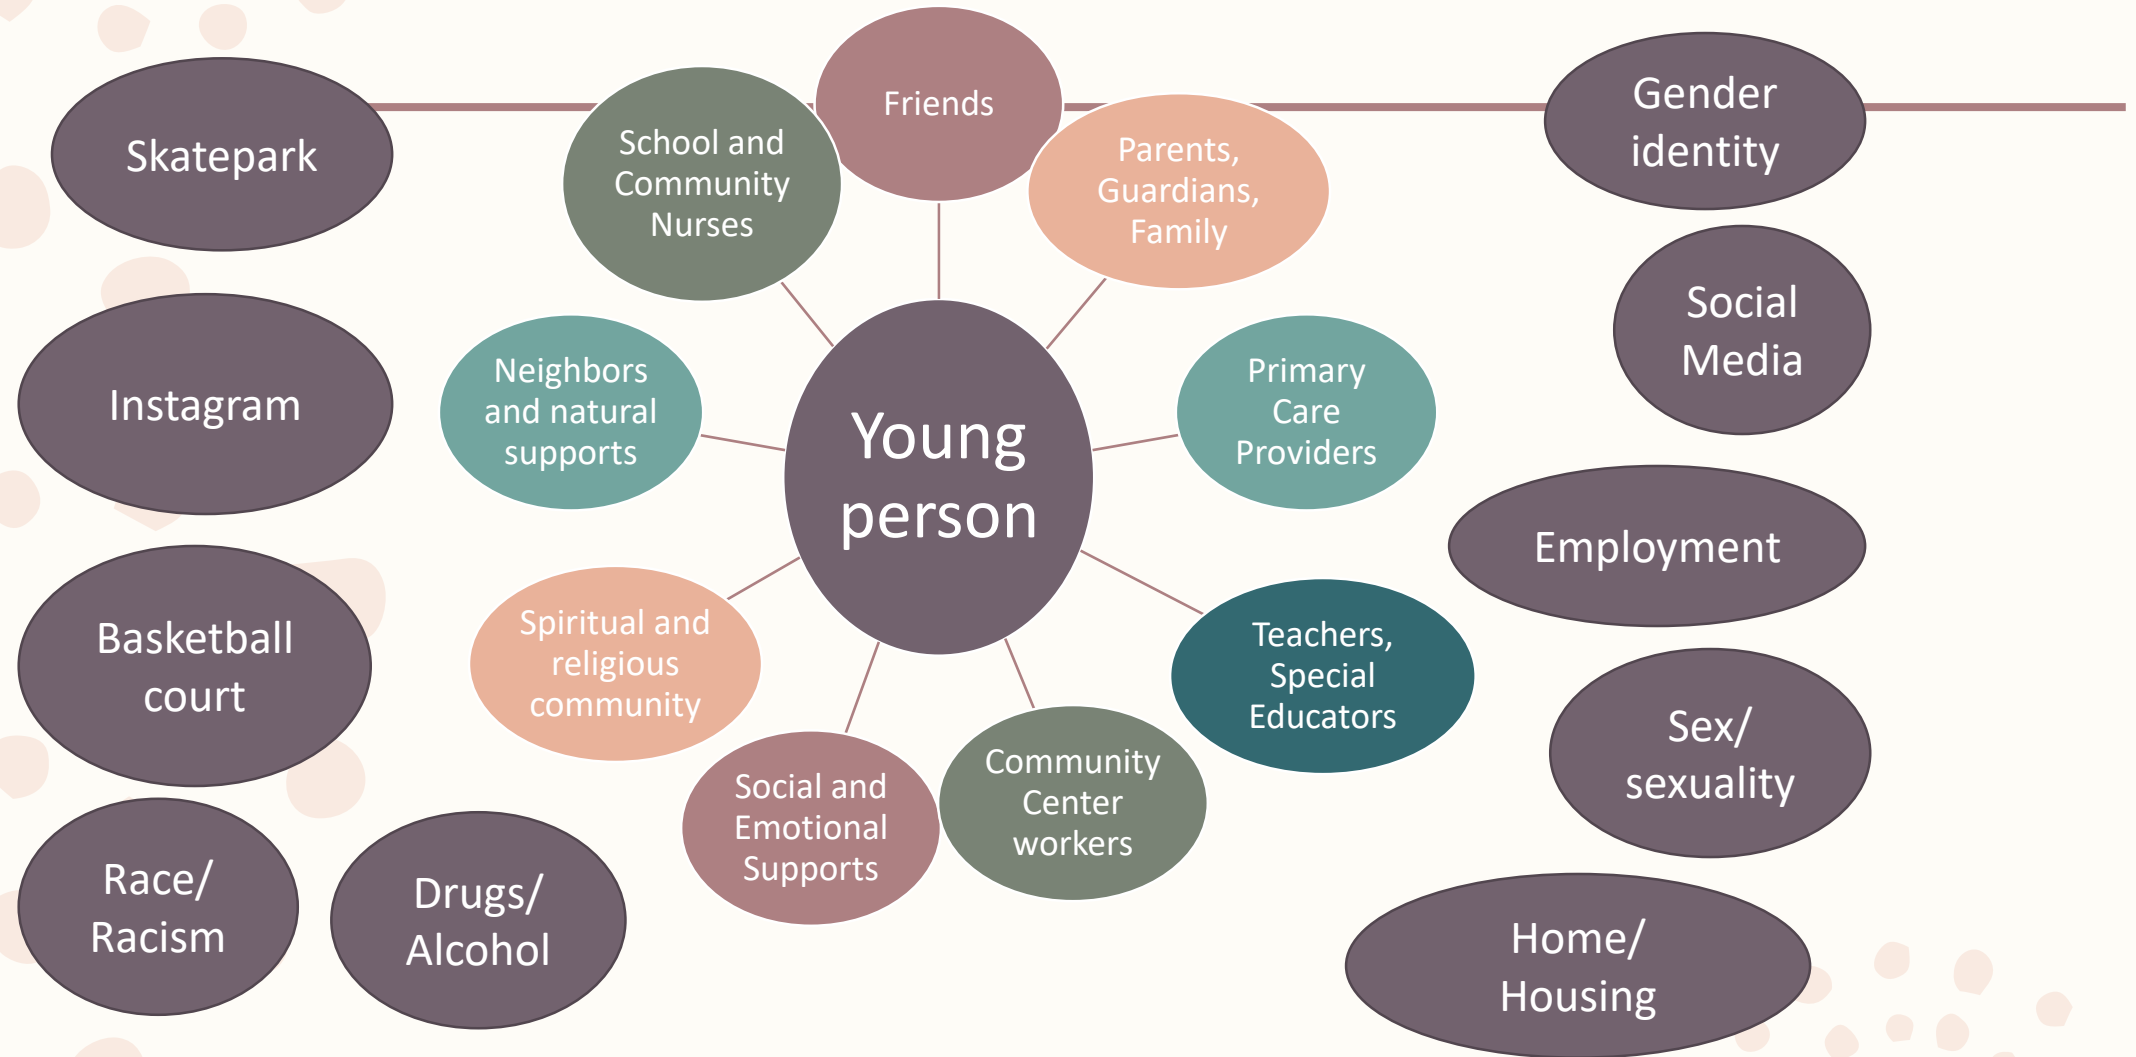 Skatepark
Instagram
Basketball
court
Race/
Racism
Drugs/
Alcohol
Friends
School and
Community
Nurses
Parents,
Guardians,
Family
Neighbors
and natural
supports
Young
person
Primary
Care
Providers
Spiritual and
religious
community
Teachers,
Special
Educators
Social and
Emotional
Supports
Community
Center
workers
Gender
identity
Social
Media
Employment
Sex/
sexuality
Home/
Housing